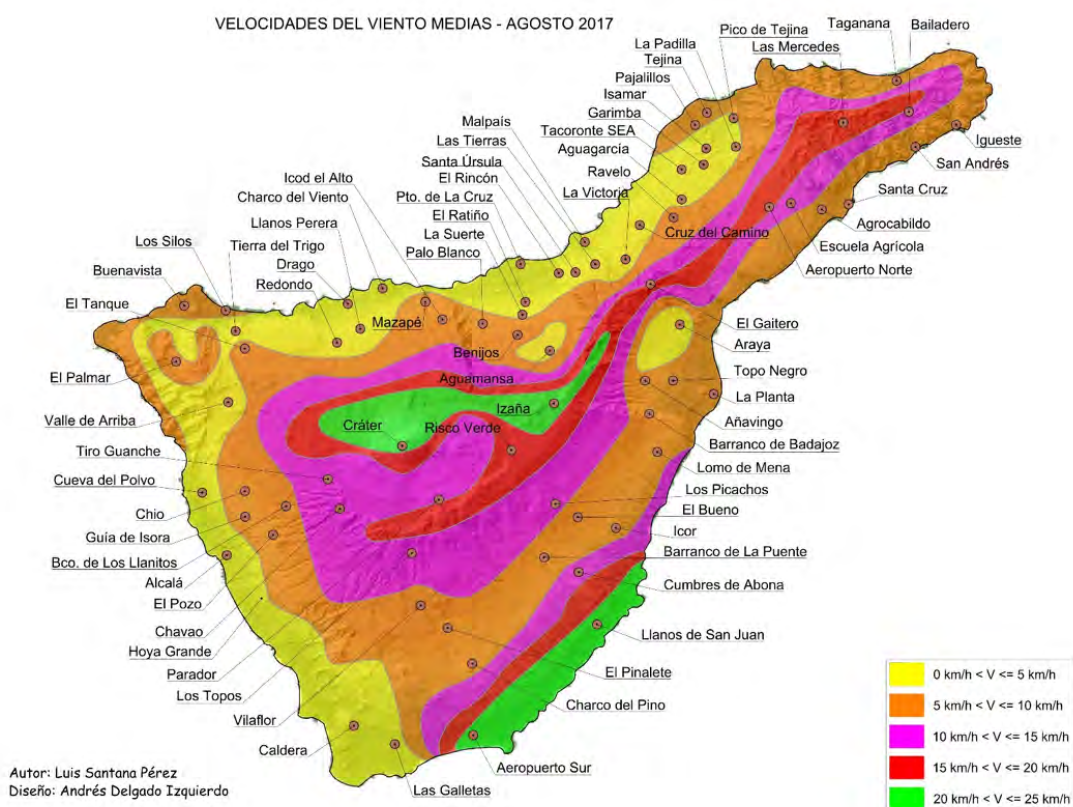 VELOCIDADES DEL VIENTO MEDIAS - AGOSTO 2017
Taganana
Pico de Tejina
Bailadero
La Padilla
Las Mercedes
Tejina
Pajalillos
Isamar
Garimba
Malpaís
Tacoronte SEA
Igueste
Las Tierras
Aguagarcía
San Andrés
Santa Úrsula
Ravelo
Icod el Alto
El Rincón
La Victoria
Santa Cruz
Charco del Viento
Pto. de La Cruz
Agrocabildo
Llanos Perera
El Ratiño
Cruz del Camino
Los Silos
Tierra del Trigo
La Suerte
Escuela Agrícola
Buenavista
Drago
Palo Blanco
Aeropuerto Norte
Redondo
El Tanque
Mazapé
El Gaitero
Araya
Benijos
El Palmar
Aguamansa
Topo Negro
La Planta
Valle de Arriba
Izaña
Añavingo
Cráter
Risco Verde
Barranco de Badajoz
Tiro Guanche
Lomo de Mena
Cueva del Polvo
Los Picachos
Chio
El Bueno
Guía de Isora
Icor
Bco. de Los Llanitos
Barranco de La Puente
Alcalá
Cumbres de Abona
El Pozo
Chavao
Llanos de San Juan
Hoya Grande
Parador
El Pinalete
Los Topos
Charco del Pino
Vilaflor
Caldera
Aeropuerto Sur
Las Galletas
0 km/h < V <= 5 km/h
5 km/h < V <= 10 km/h
10 km/h < V <= 15 km/h
15 km/h < V <= 20 km/h
20 km/h < V <= 25 km/h
Autor: Luis Santana Pérez
Diseño: Andrés Delgado Izquierdo